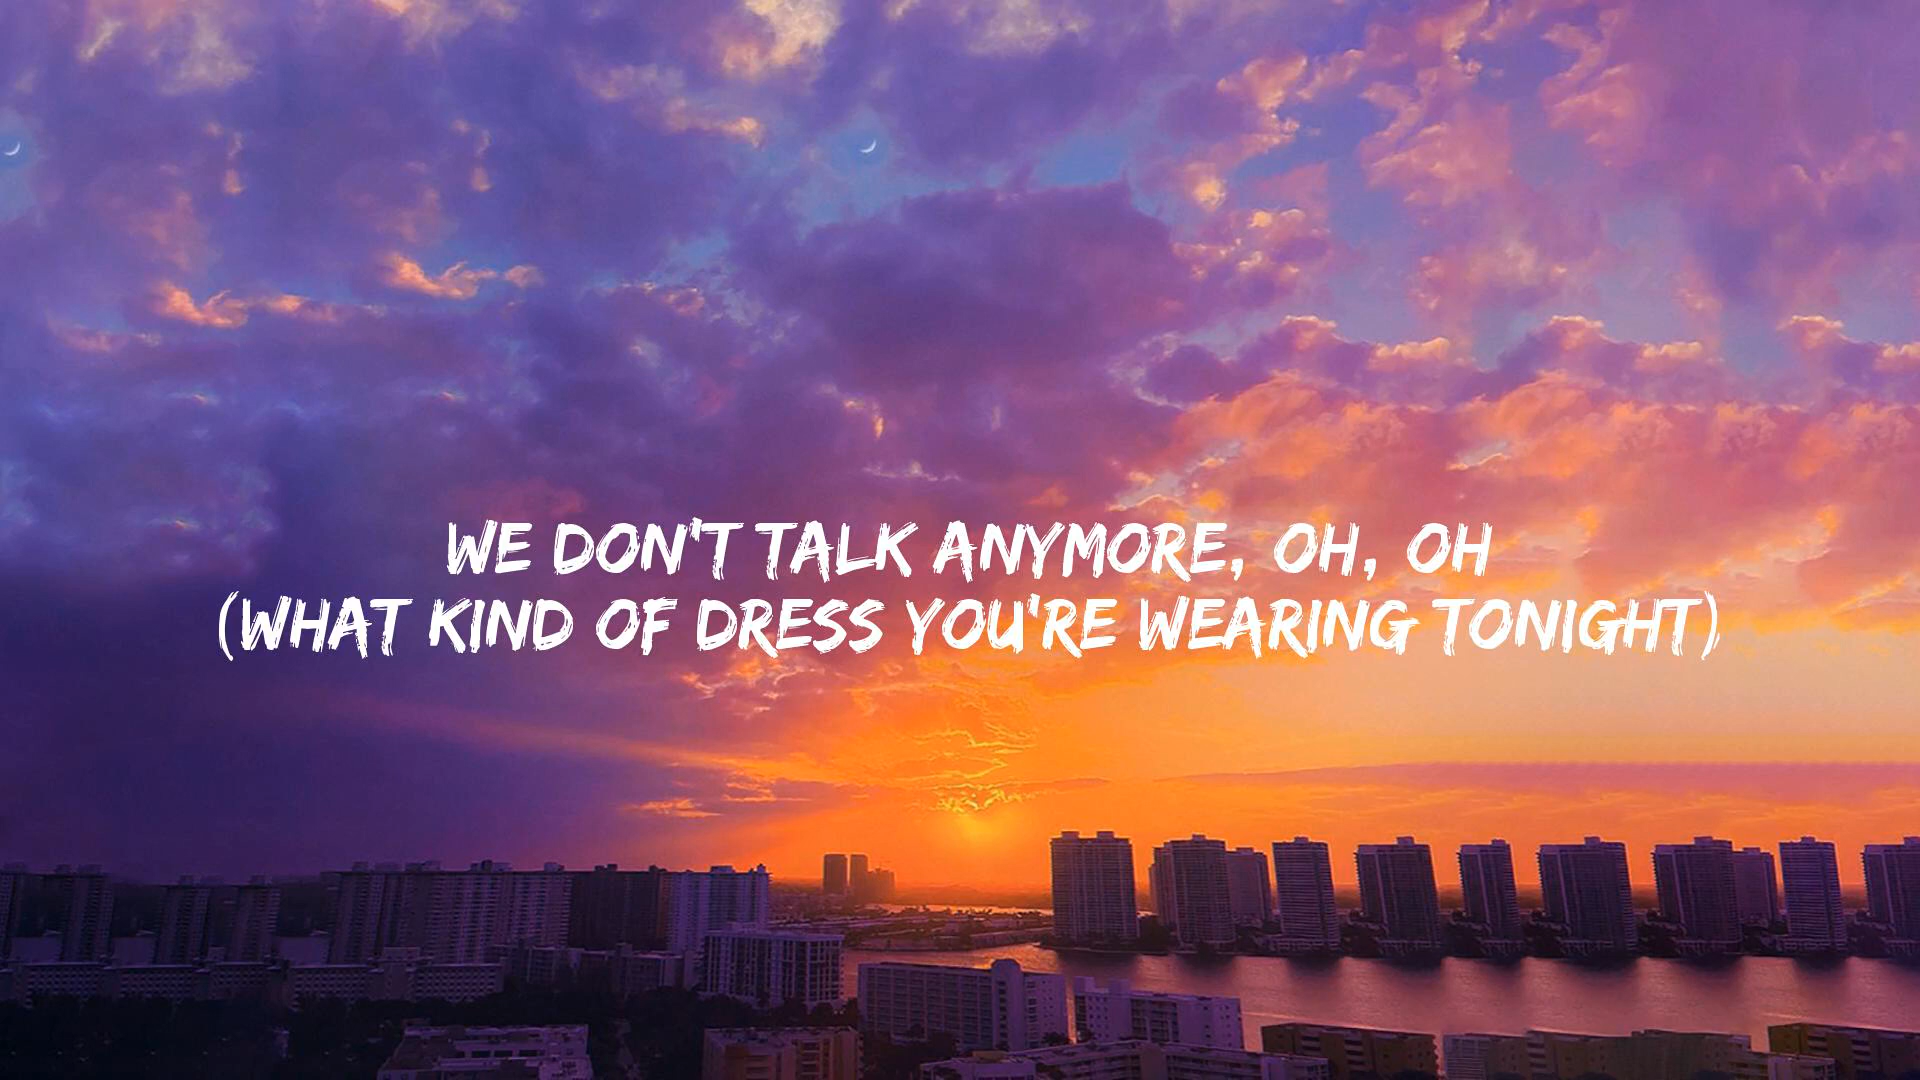 WE DON'T TALK ANYMORE, OH, OH
(WHAT KIND OF DRESS YOU'RE WEARING TONIGHT)